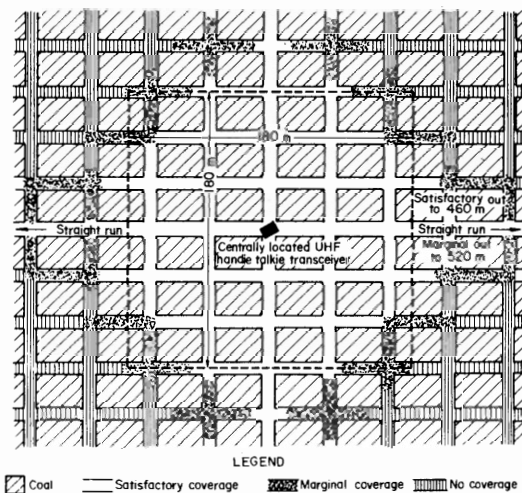 180 m
180 m
Satisfactory out
to 460 m
Straight run
Straight run
Centrally located UHF
handie talkie transceiver
Marginal out
to 520 m
LEGEND
Coal
Satisfactory coverage
Marginal coverage
No coverage